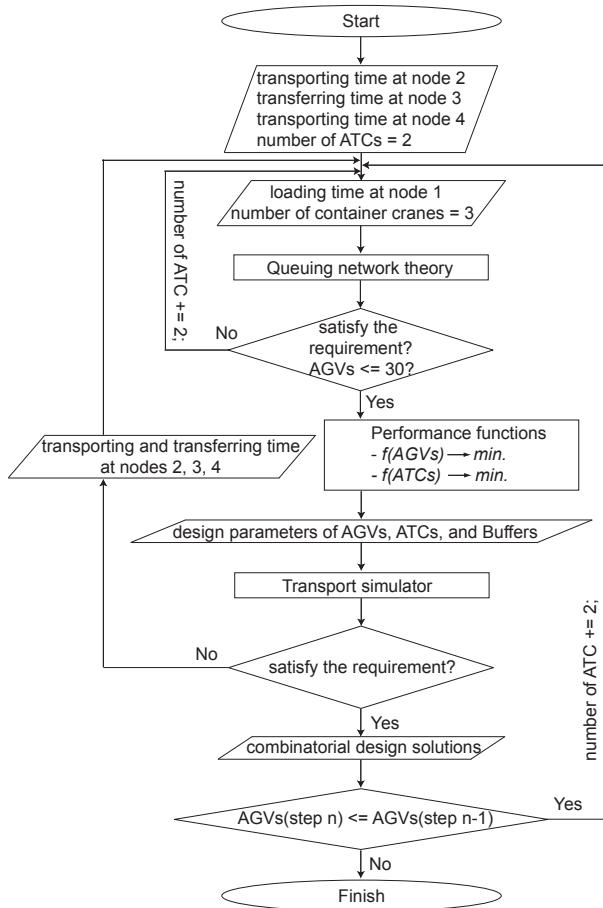 Start
transporting time at node 2
transferring time at node 3
transporting time at node 4
number of ATCs = 2
number of ATC += 2;
loading time at node 1
number of container cranes = 3
Queuing network theory
No
satisfy the
requirement?
AGVs <= 30?
Yes
transporting and transferring time
at nodes 2, 3, 4
Performance functions
- f(AGVs) → min.
- f(ATCs) → min.
design parameters of AGVs, ATCs, and Buffers
Transport simulator
number of ATC += 2;
No
satisfy the requirement?
Yes
combinatorial design solutions
AGVs(step n) <= AGVs(step n-1)
Yes
No
Finish